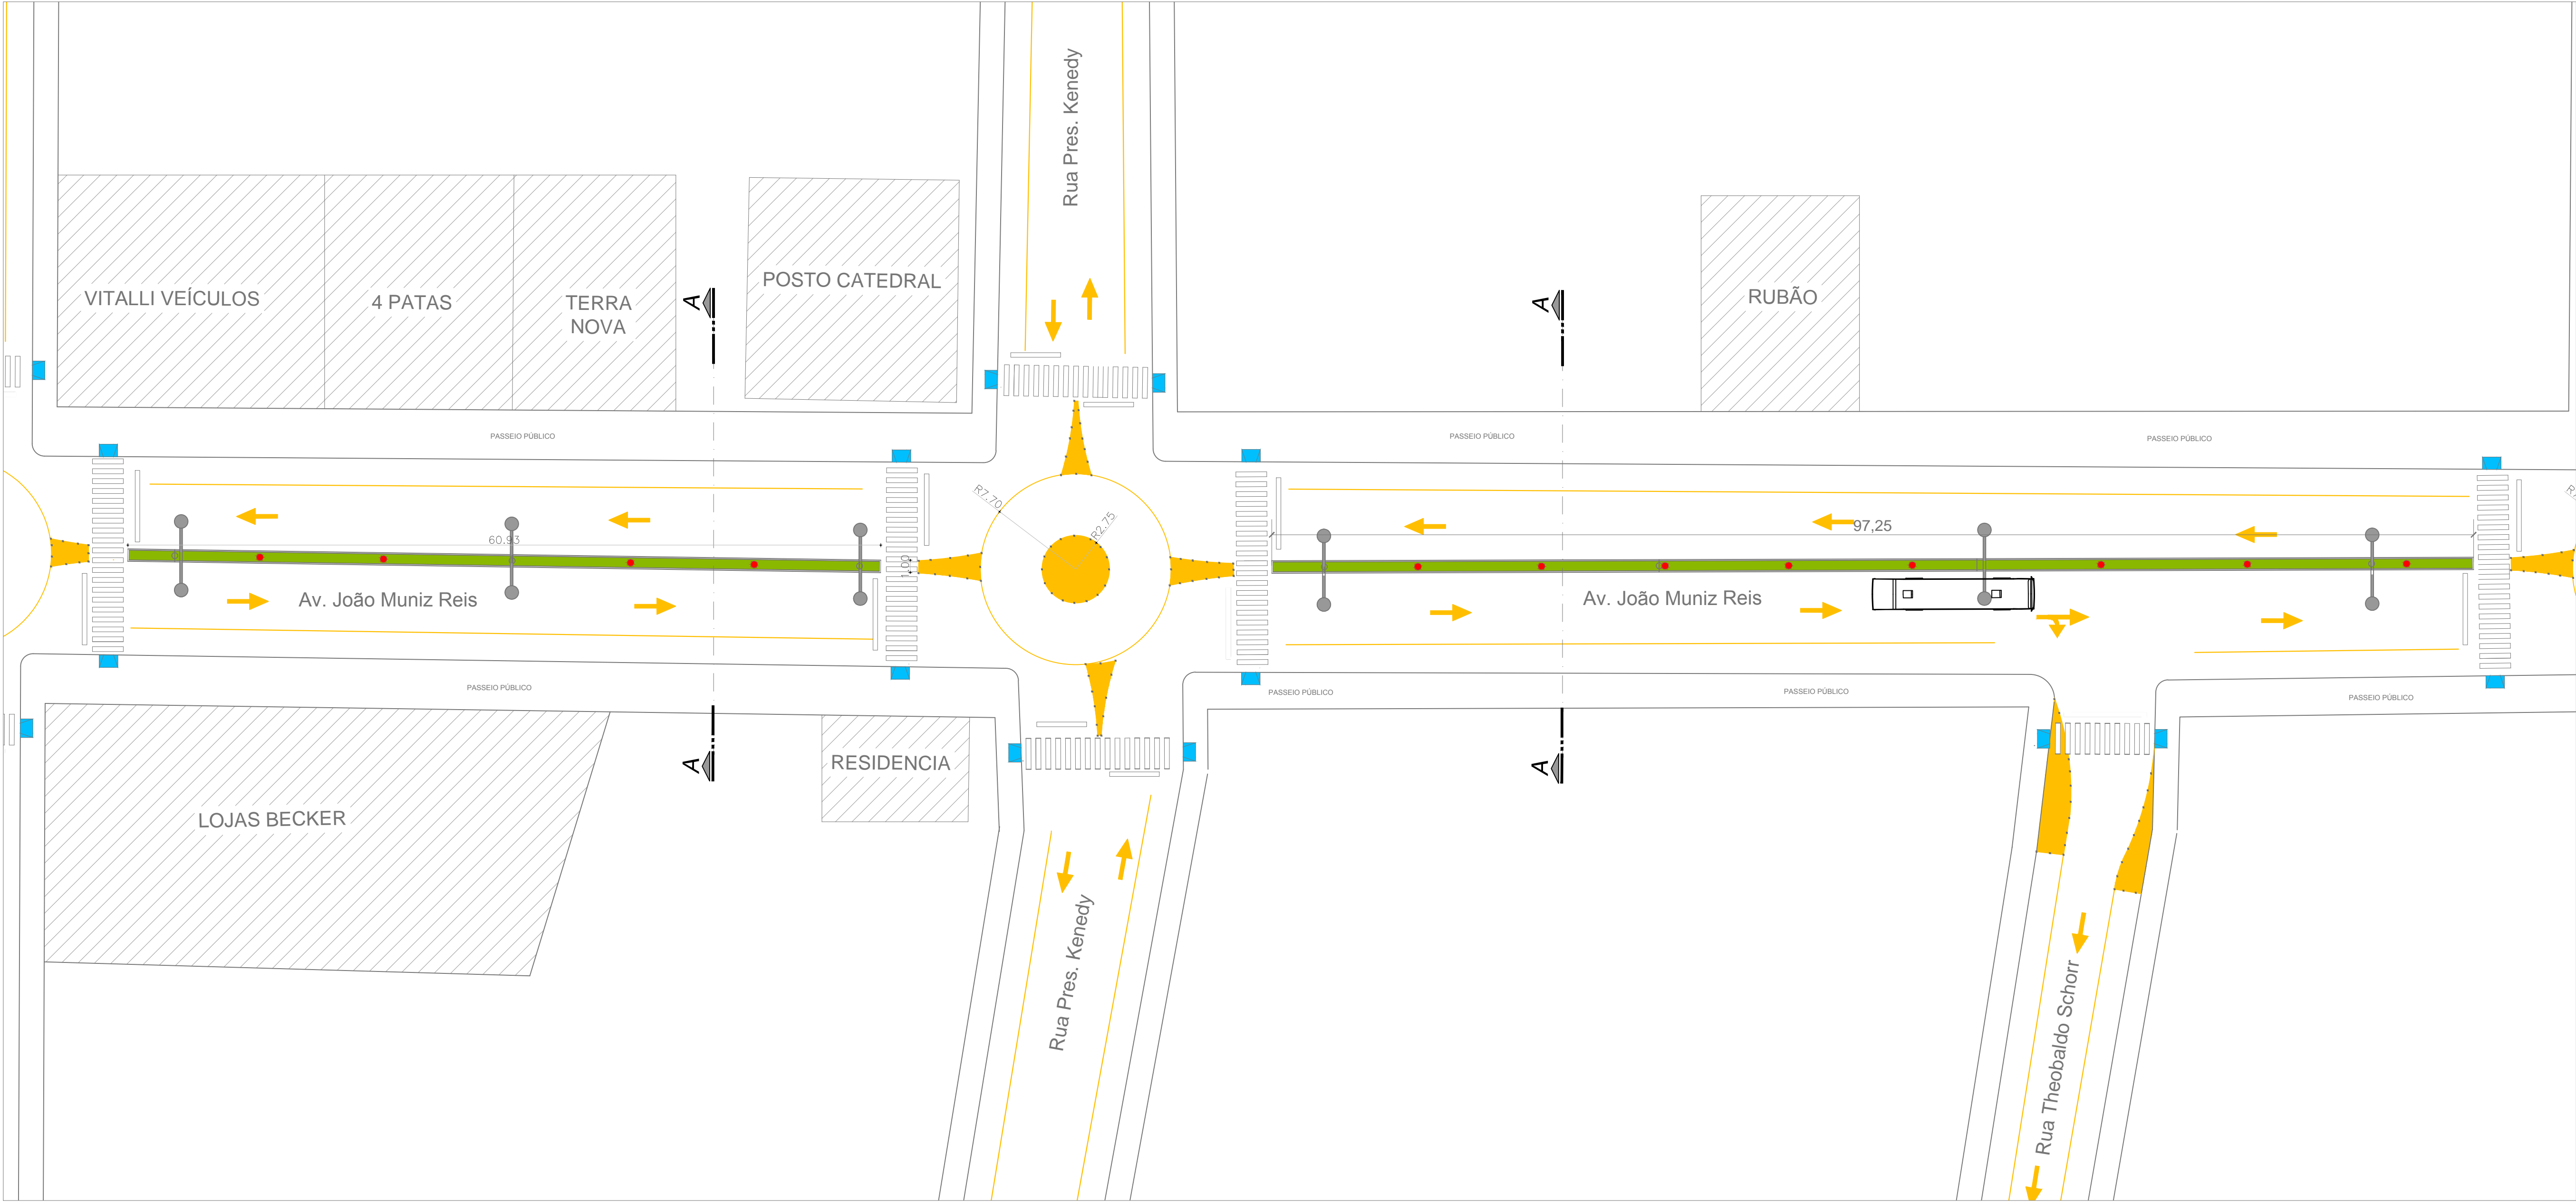 Rua Pres. Kenedy
VITALLI VEÍCULOS
4 PATAS
TERRA
NOVA
A
POSTO CATEDRAL
A
RUBÃO
PASSEIO PÚBLICO
PASSEIO PÚBLICO
PASSEIO PÚBLICO
R7.70
R2.75
60.93
1.00
97,25
Av. João Muniz Reis
Av. João Muniz Reis
PASSEIO PÚBLICO
PASSEIO PÚBLICO
PASSEIO PÚBLICO
PASSEIO PÚBLICO
A
RESIDENCIA
A
LOJAS BECKER
Rua Pres. Kenedy
Rua Theobaldo Schorr